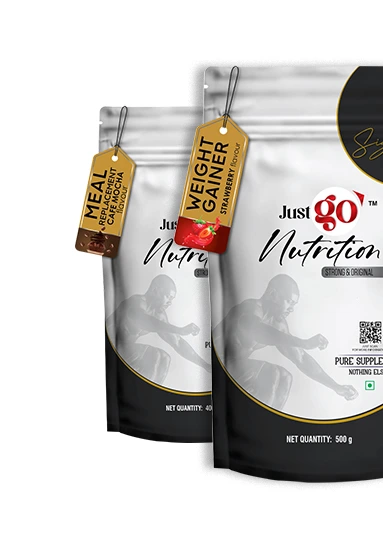 MEAL
REPLACEMENT
CAFE MOCHA
flavour
WEIGHT
GAINER
STRAWBERRY flavour
Just go™
Nutrition
STRONG & ORIGINAL
PURE SUPPLE
NOTHING ELS
NET QUANTITY: 500 g
Just
Nutri
NET QUANTITY: 40